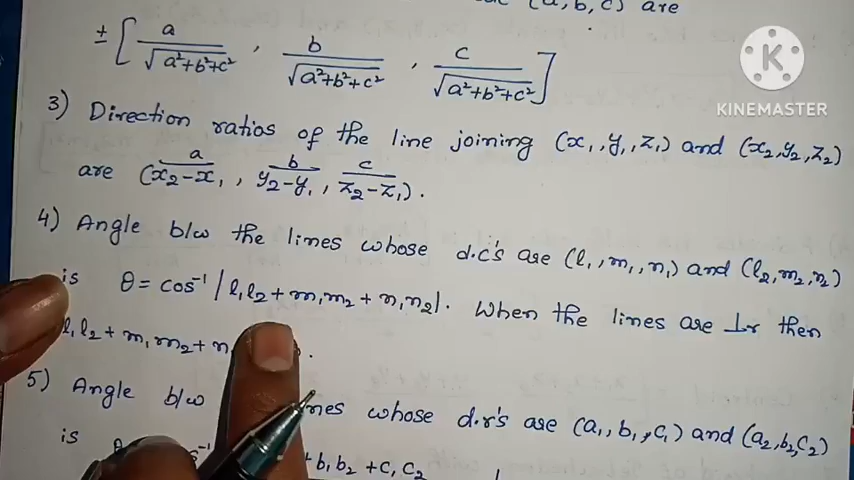 (a,b,c) are
± [ a/√a²+b²+c² , b/√a²+b²+c² , c/√a²+b²+c² ]
K
KINEMASTER
3) Direction ratios of the line joining (x₁,y₁,z₁) and (x₂,y₂,z₂)
a b c
are (x₂-x₁, y₂-y₁, z₂-z₁).
4) Angle b/w the lines whose d.c's are (l₁,m₁,n₁) and (l₂,m₂,n₂)
is θ = cos⁻¹ |l₁l₂+m₁m₂+n₁n₂|. When the lines are ⊥r then
l₁l₂+m₁m₂+n
5) Angle b/w lines whose d.r's are (a₁,b₁,c₁) and (a₂,b₂,c₂)
is
+b₁b₂+c₁c₂